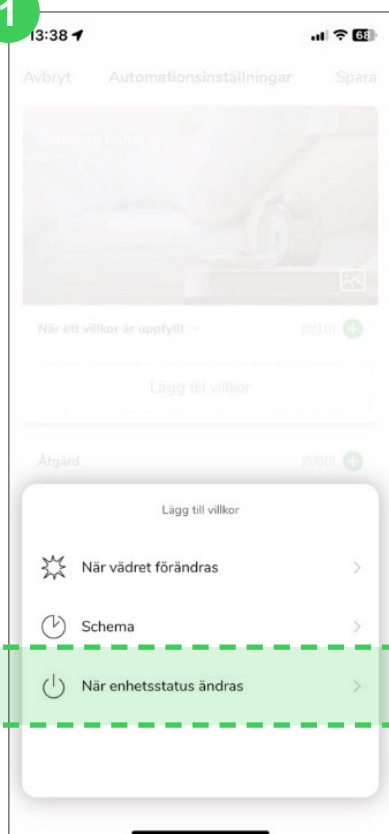 1
13:38
68
Avbryt Automationsinställningar Spara
När ett villkor är uppfyllt (0/10)
Lägg till villkor
Åtgärd (0/80)
Lägg till villkor
När vädret förändras
Schema
När enhetsstatus ändras